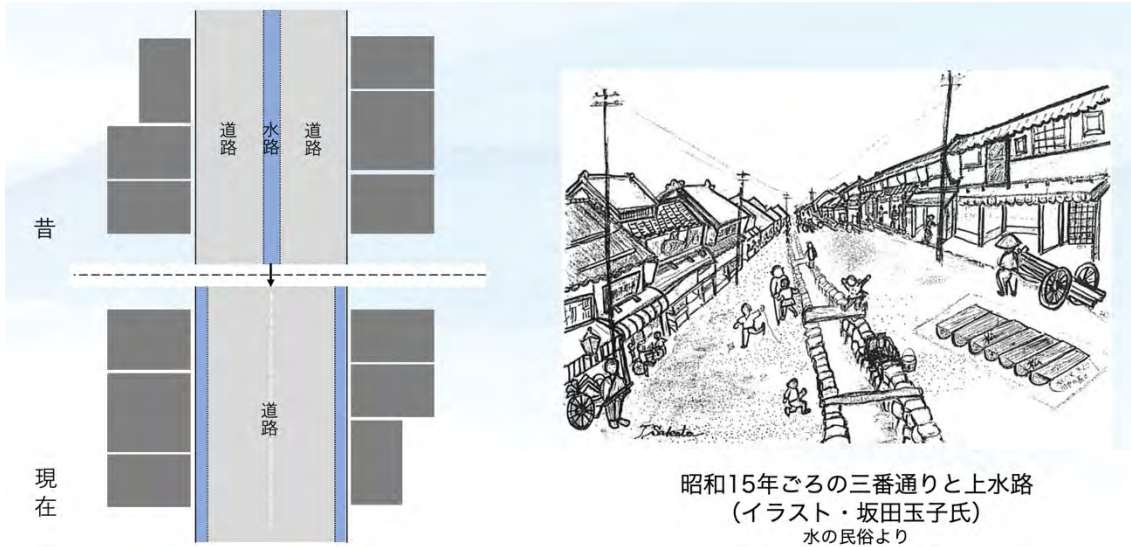 道路
水路
道路
昔
道路
現在
T.Sakata
昭和15年ごろの三番通りと上水路
（イラスト・坂田玉子氏）
水の民俗より